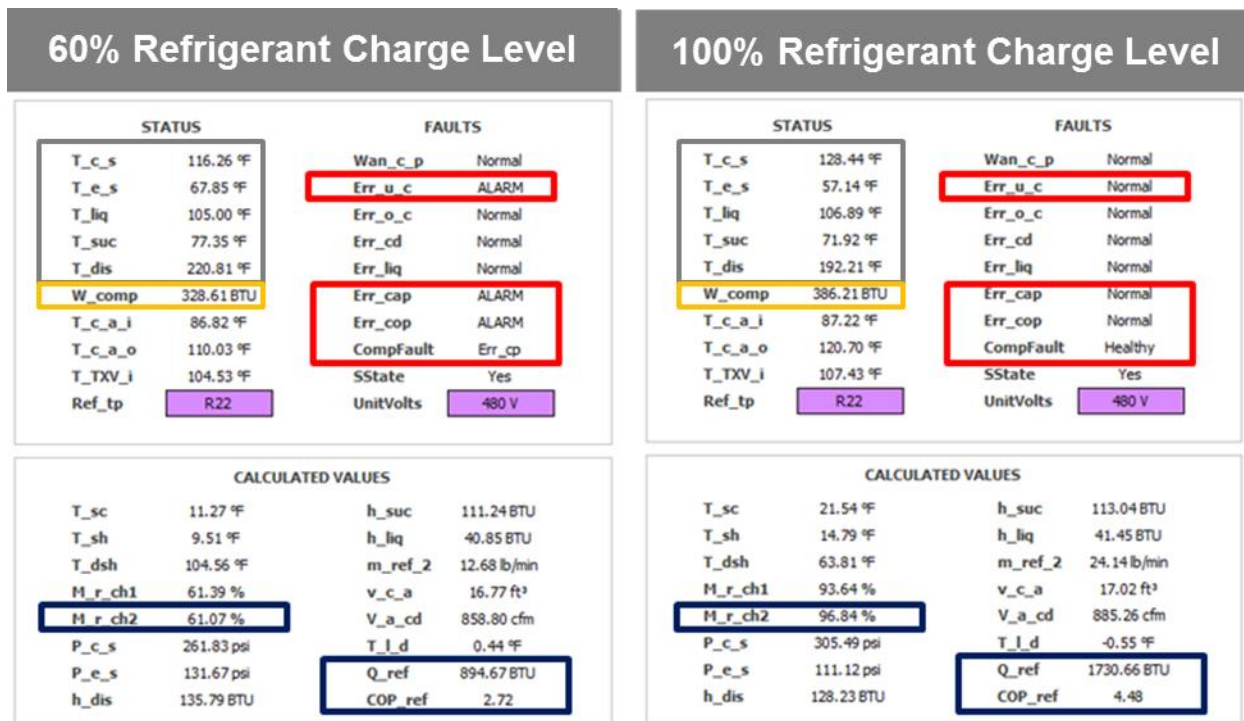 60% Refrigerant Charge Level
STATUS FAULTS
T_c_s 116.26 °F Wan_c_p Normal
T_e_s 67.85 °F Err_u_c ALARM
T_liq 105.00 °F Err_o_c Normal
T_suc 77.35 °F Err_cd Normal
T_dis 220.81 °F Err_liq Normal
W_comp 328.61 BTU Err_cap ALARM
T_c_a_i 86.82 °F Err_cop ALARM
T_c_a_o 110.03 °F CompFault Err_cp
T_TXV_i 104.53 °F SState Yes
Ref_tp R22 UnitVolts 480 V
CALCULATED VALUES
T_sc 11.27 °F h_suc 111.24 BTU
T_sh 9.51 °F h_liq 40.85 BTU
T_dsh 104.56 °F m_ref_2 12.68 lb/min
M_r_ch1 61.39 % v_c_a 16.77 ft³
M_r_ch2 61.07 % V_a_cd 858.80 cfm
P_c_s 261.83 psi T_l_d 0.44 °F
P_e_s 131.67 psi Q_ref 894.67 BTU
h_dis 135.79 BTU COP_ref 2.72
100% Refrigerant Charge Level
STATUS FAULTS
T_c_s 128.44 °F Wan_c_p Normal
T_e_s 57.14 °F Err_u_c Normal
T_liq 106.89 °F Err_o_c Normal
T_suc 71.92 °F Err_cd Normal
T_dis 192.21 °F Err_liq Normal
W_comp 386.21 BTU Err_cap Normal
T_c_a_i 87.22 °F Err_cop Normal
T_c_a_o 120.70 °F CompFault Healthy
T_TXV_i 107.43 °F SState Yes
Ref_tp R22 UnitVolts 480 V
CALCULATED VALUES
T_sc 21.54 °F h_suc 113.04 BTU
T_sh 14.79 °F h_liq 41.45 BTU
T_dsh 63.81 °F m_ref_2 24.14 lb/min
M_r_ch1 93.64 % v_c_a 17.02 ft³
M_r_ch2 96.84 % V_a_cd 885.26 cfm
P_c_s 305.49 psi T_l_d -0.55 °F
P_e_s 111.12 psi Q_ref 1730.66 BTU
h_dis 128.23 BTU COP_ref 4.48